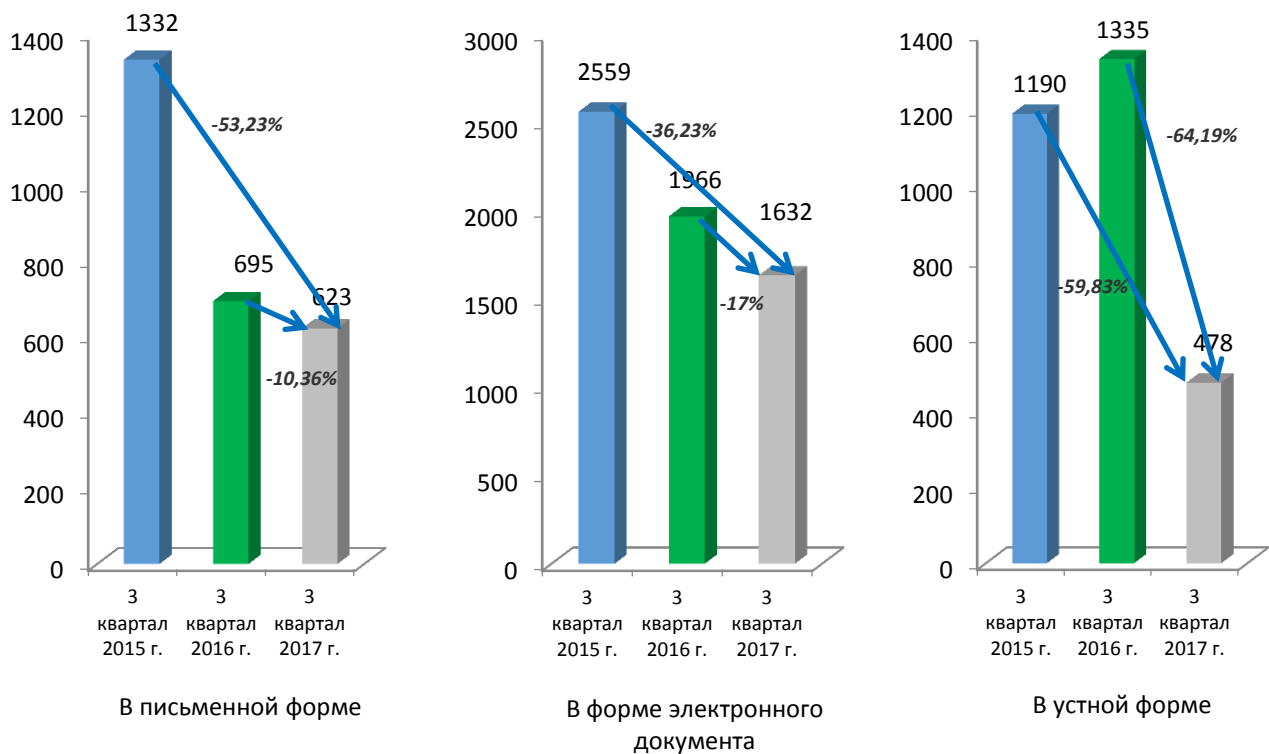 1332
1400
1200
1000
800
600
400
200
0
-53,23%
695
623
-10,36%
3
квартал
2015 г.
3
квартал
2016 г.
3
квартал
2017 г.
В письменной форме
3000
2500
2000
1500
1000
500
0
2559
-36,23%
1966
1632
-17%
3
квартал
2015 г.
3
квартал
2016 г.
3
квартал
2017 г.
В форме электронного
документа
1400
1200
1000
800
600
400
200
0
1335
1190
-64,19%
-59,83%
478
3
квартал
2015 г.
3
квартал
2016 г.
3
квартал
2017 г.
В устной форме